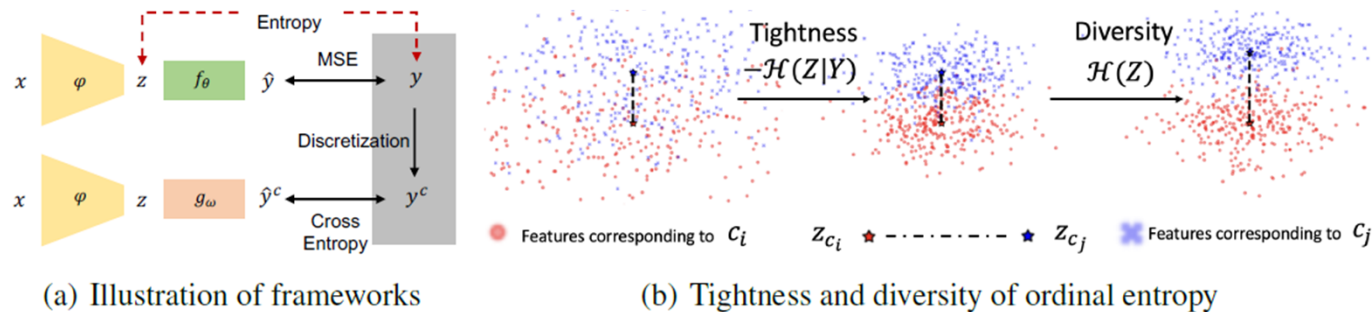 Entropy
MSE
x φ z f_θ ŷ y
Discretization
x φ z g_ω ŷ^c y^c
Cross
Entropy
(a) Illustration of frameworks
Tightness
−ℋ(Z|Y)
Diversity
ℋ(Z)
Features corresponding to c_i z_{c_i} z_{c_j} Features corresponding to c_j
(b) Tightness and diversity of ordinal entropy